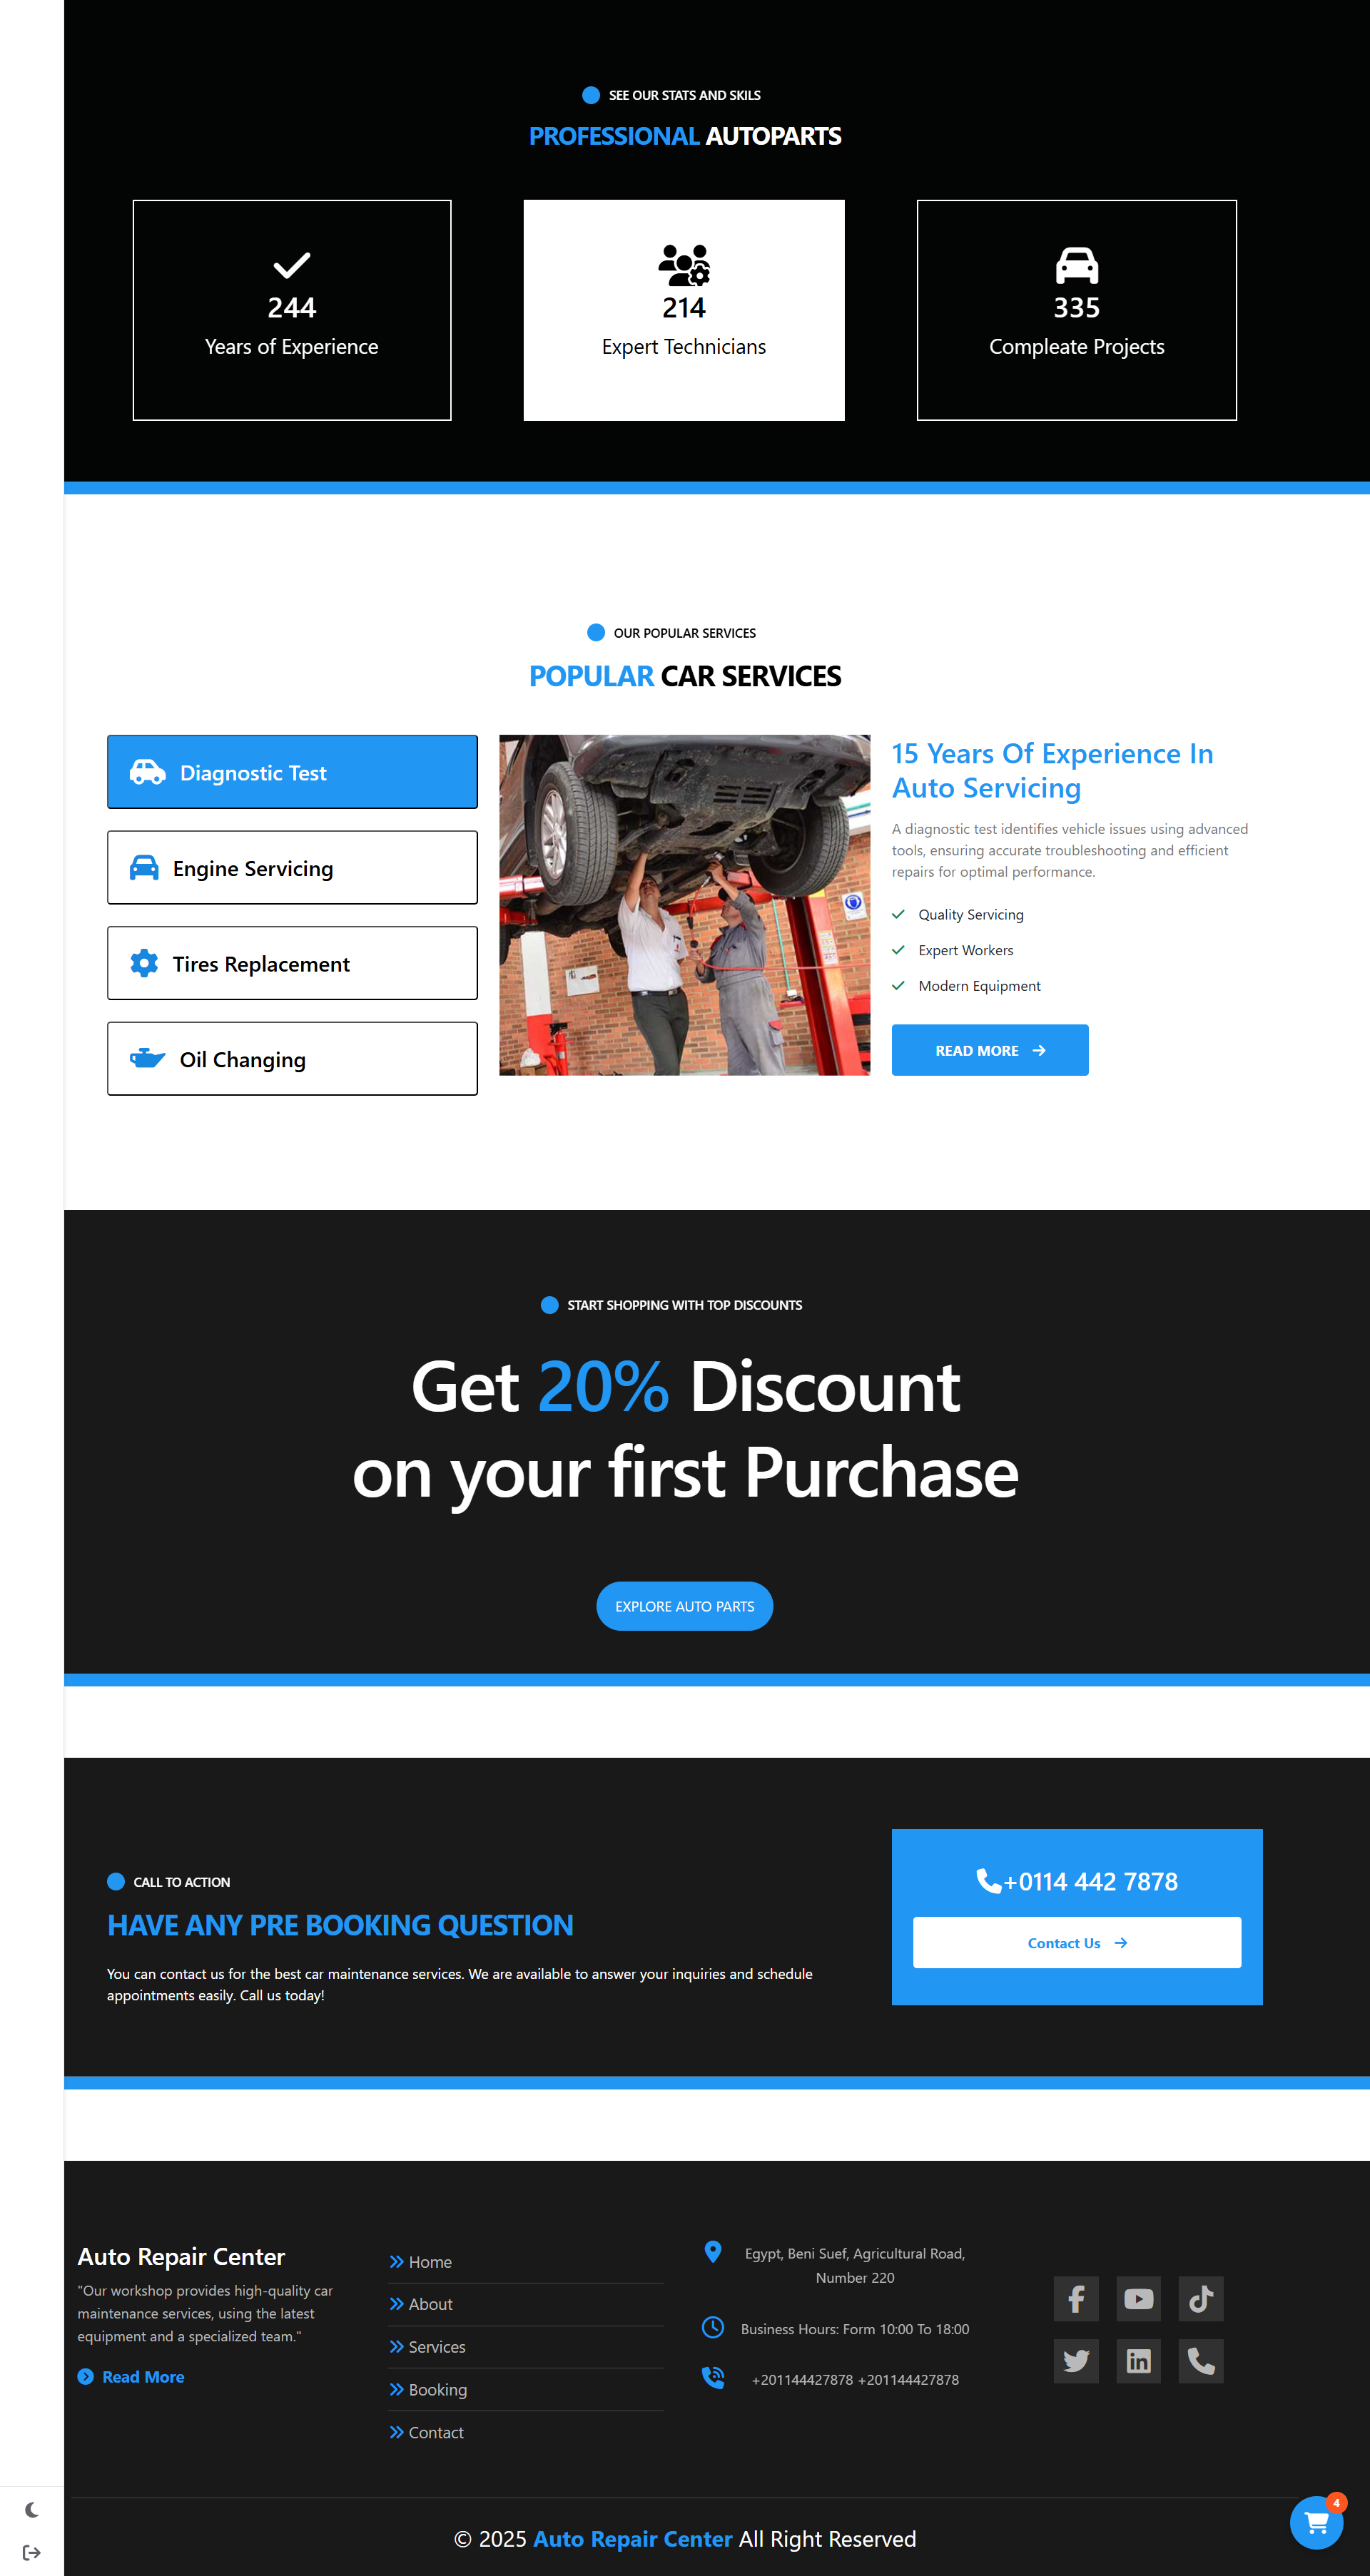 SEE OUR STATS AND SKILS
PROFESSIONAL AUTOPARTS
244
Years of Experience
214
Expert Technicians
335
Compleate Projects
OUR POPULAR SERVICES
POPULAR CAR SERVICES
Diagnostic Test
Engine Servicing
Tires Replacement
Oil Changing
15 Years Of Experience In
Auto Servicing
A diagnostic test identifies vehicle issues using advanced
tools, ensuring accurate troubleshooting and efficient
repairs for optimal performance.
Quality Servicing
Expert Workers
Modern Equipment
READ MORE
START SHOPPING WITH TOP DISCOUNTS
Get 20% Discount
on your first Purchase
EXPLORE AUTO PARTS
CALL TO ACTION
HAVE ANY PRE BOOKING QUESTION
You can contact us for the best car maintenance services. We are available to answer your inquiries and schedule
appointments easily. Call us today!
+0114 442 7878
Contact Us
Auto Repair Center
"Our workshop provides high-quality car
maintenance services, using the latest
equipment and a specialized team."
Read More
Home
About
Services
Booking
Contact
Egypt, Beni Suef, Agricultural Road,
Number 220
Business Hours: Form 10:00 To 18:00
+201144427878 +201144427878
4
© 2025 Auto Repair Center All Right Reserved